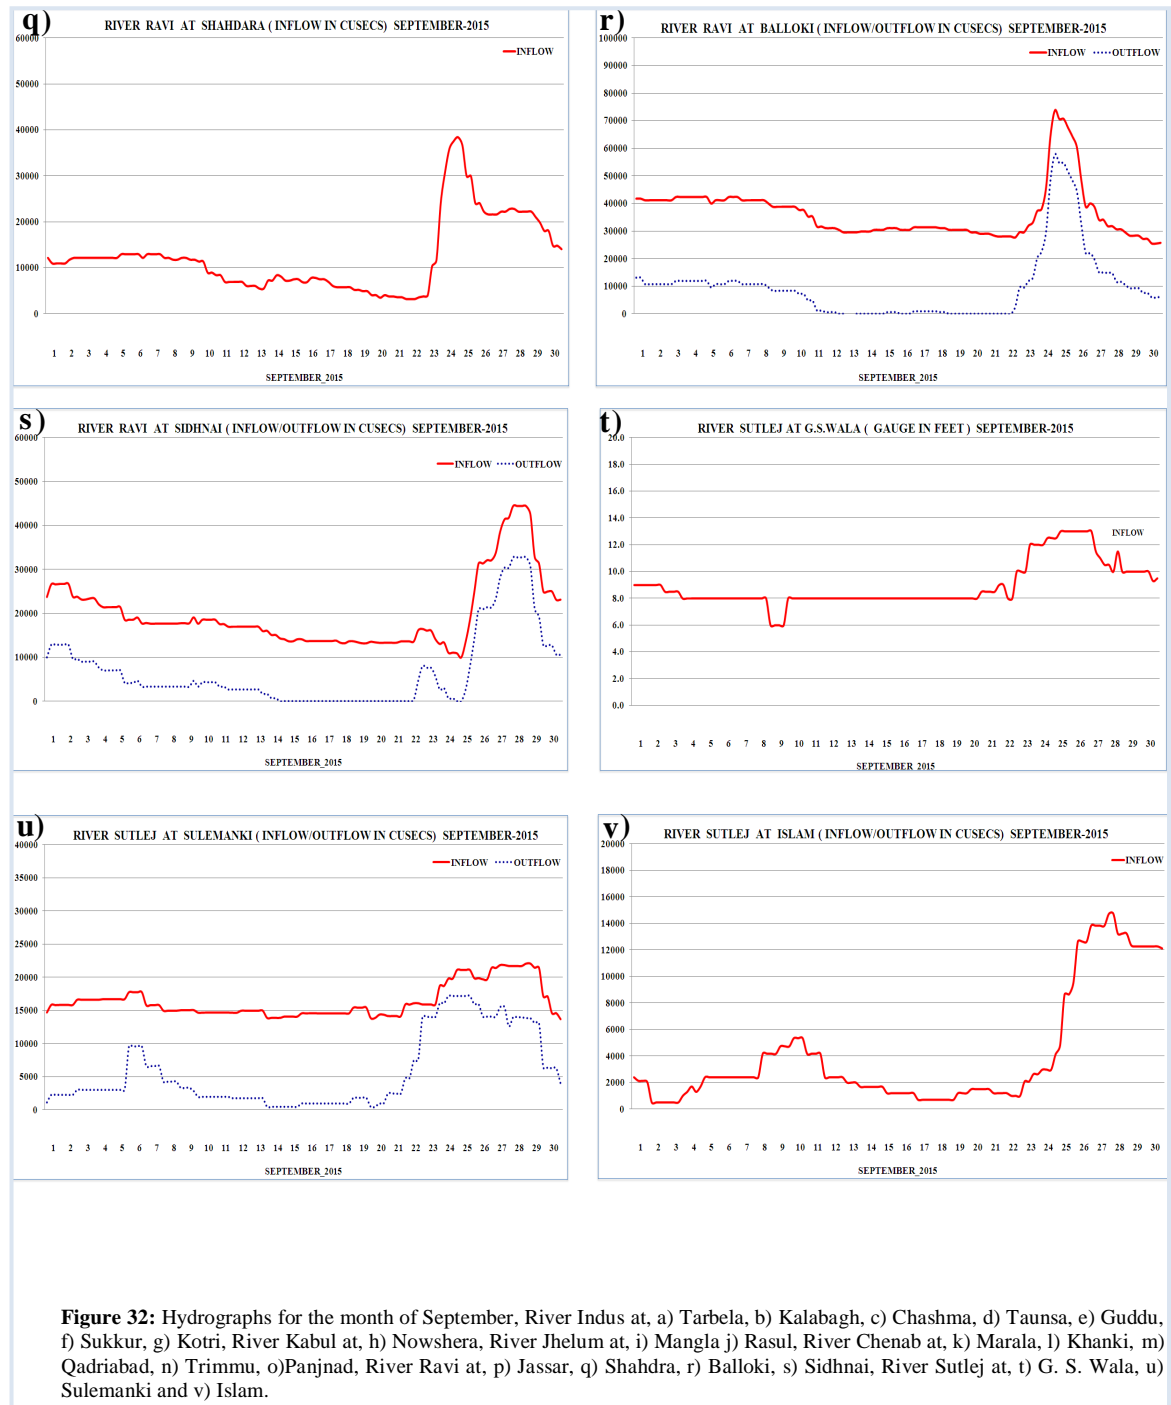 q)
RIVER RAVI AT SHAHDARA ( INFLOW IN CUSECS) SEPTEMBER-2015
INFLOW
60000
50000
40000
30000
20000
10000
0
1 2 3 4 5 6 7 8 9 10 11 12 13 14 15 16 17 18 19 20 21 22 23 24 25 26 27 28 29 30
SEPTEMBER_2015
r)
RIVER RAVI AT BALLOKI ( INFLOW/OUTFLOW IN CUSECS) SEPTEMBER-2015
INFLOW OUTFLOW
100000
90000
80000
70000
60000
50000
40000
30000
20000
10000
0
1 2 3 4 5 6 7 8 9 10 11 12 13 14 15 16 17 18 19 20 21 22 23 24 25 26 27 28 29 30
SEPTEMBER_2015
s)
RIVER RAVI AT SIDHNAI ( INFLOW/OUTFLOW IN CUSECS) SEPTEMBER-2015
INFLOW OUTFLOW
60000
50000
40000
30000
20000
10000
0
1 2 3 4 5 6 7 8 9 10 11 12 13 14 15 16 17 18 19 20 21 22 23 24 25 26 27 28 29 30
SEPTEMBER_2015
t)
RIVER SUTLEJ AT G.S.WALA ( GAUGE IN FEET ) SEPTEMBER-2015
INFLOW
20.0
18.0
16.0
14.0
12.0
10.0
8.0
6.0
4.0
2.0
0.0
1 2 3 4 5 6 7 8 9 10 11 12 13 14 15 16 17 18 19 20 21 22 23 24 25 26 27 28 29 30
SEPTEMBER 2015
u)
RIVER SUTLEJ AT SULEMANKI ( INFLOW/OUTFLOW IN CUSECS) SEPTEMBER-2015
INFLOW OUTFLOW
40000
35000
30000
25000
20000
15000
10000
5000
0
1 2 3 4 5 6 7 8 9 10 11 12 13 14 15 16 17 18 19 20 21 22 23 24 25 26 27 28 29 30
SEPTEMBER_2015
v)
RIVER SUTLEJ AT ISLAM ( INFLOW/OUTFLOW IN CUSECS) SEPTEMBER-2015
INFLOW
20000
18000
16000
14000
12000
10000
8000
6000
4000
2000
0
1 2 3 4 5 6 7 8 9 10 11 12 13 14 15 16 17 18 19 20 21 22 23 24 25 26 27 28 29 30
SEPTEMBER_2015
Figure 32: Hydrographs for the month of September, River Indus at, a) Tarbela, b) Kalabagh, c) Chashma, d) Taunsa, e) Guddu,
f) Sukkur, g) Kotri, River Kabul at, h) Nowshera, River Jhelum at, i) Mangla j) Rasul, River Chenab at, k) Marala, l) Khanki, m)
Qadriabad, n) Trimmu, o)Panjnad, River Ravi at, p) Jassar, q) Shahdra, r) Balloki, s) Sidhnai, River Sutlej at, t) G. S. Wala, u)
Sulemanki and v) Islam.